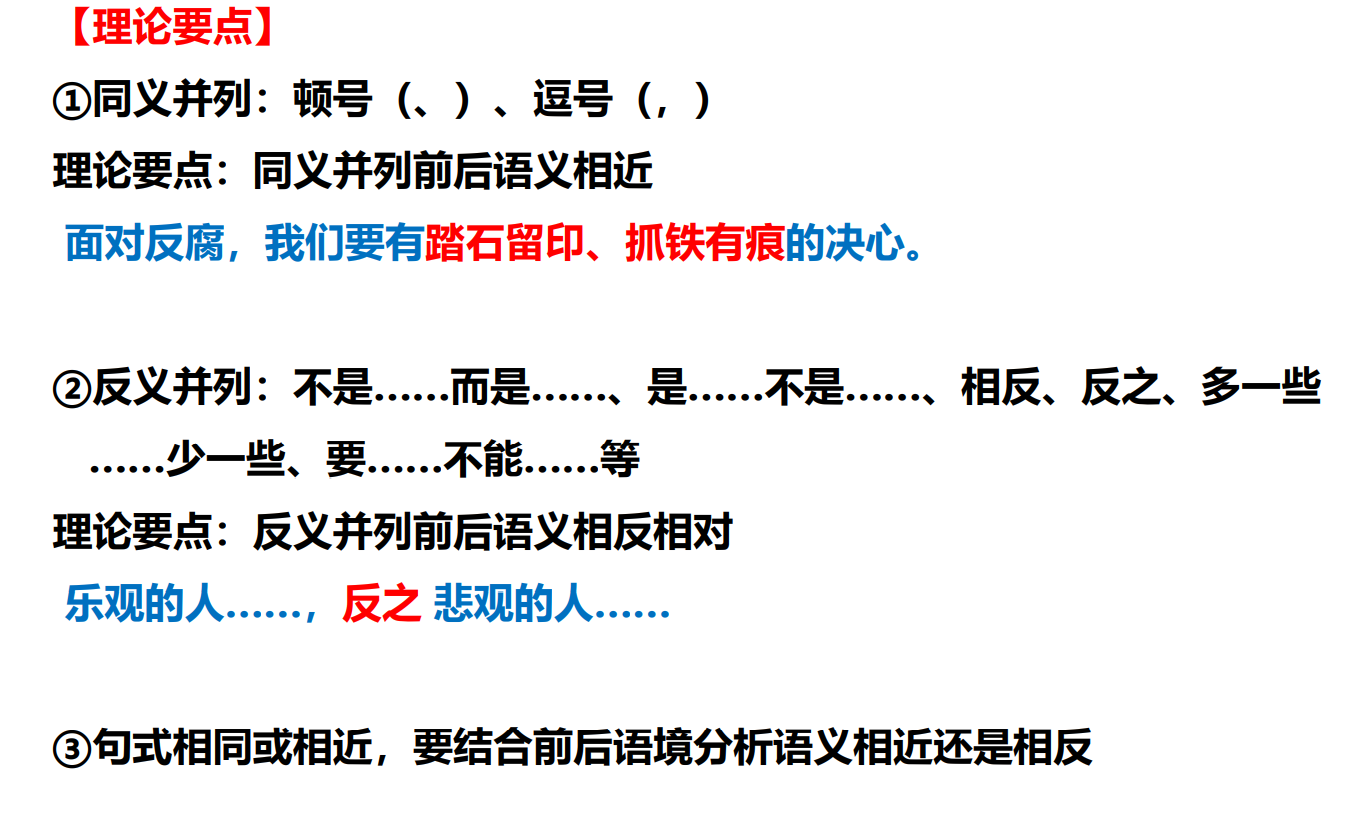 【理论要点】
①同义并列：顿号（、）、逗号（，）
理论要点：同义并列前后语义相近
面对反腐，我们要有踏石留印、抓铁有痕的决心。
②反义并列：不是……而是……、是……不是……、相反、反之、多一些
……少一些、要……不能……等
理论要点：反义并列前后语义相反相对
乐观的人……，反之 悲观的人……
③句式相同或相近，要结合前后语境分析语义相近还是相反